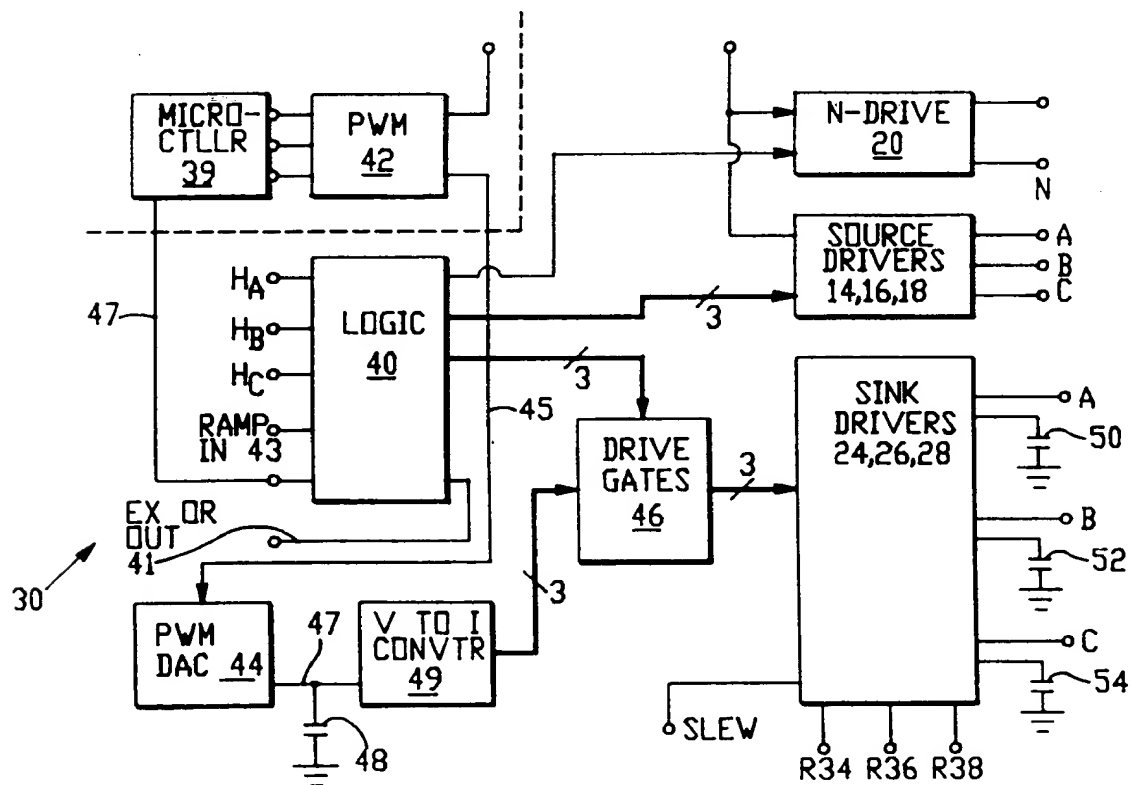 MICRO-
CTLLR
39
PWM
42
N-DRIVE
20
N
SOURCE
DRIVERS
14,16,18
A
B
C
47
HA
HB
HC
RAMP
IN 43
LOGIC
40
3
3
45
EX OR
OUT
41
30
DRIVE
GATES
46
3
SINK
DRIVERS
24,26,28
A
50
B
52
C
54
PWM
DAC 44
47
48
V TO I
CONVTR
49
3
SLEW
R34 R36 R38